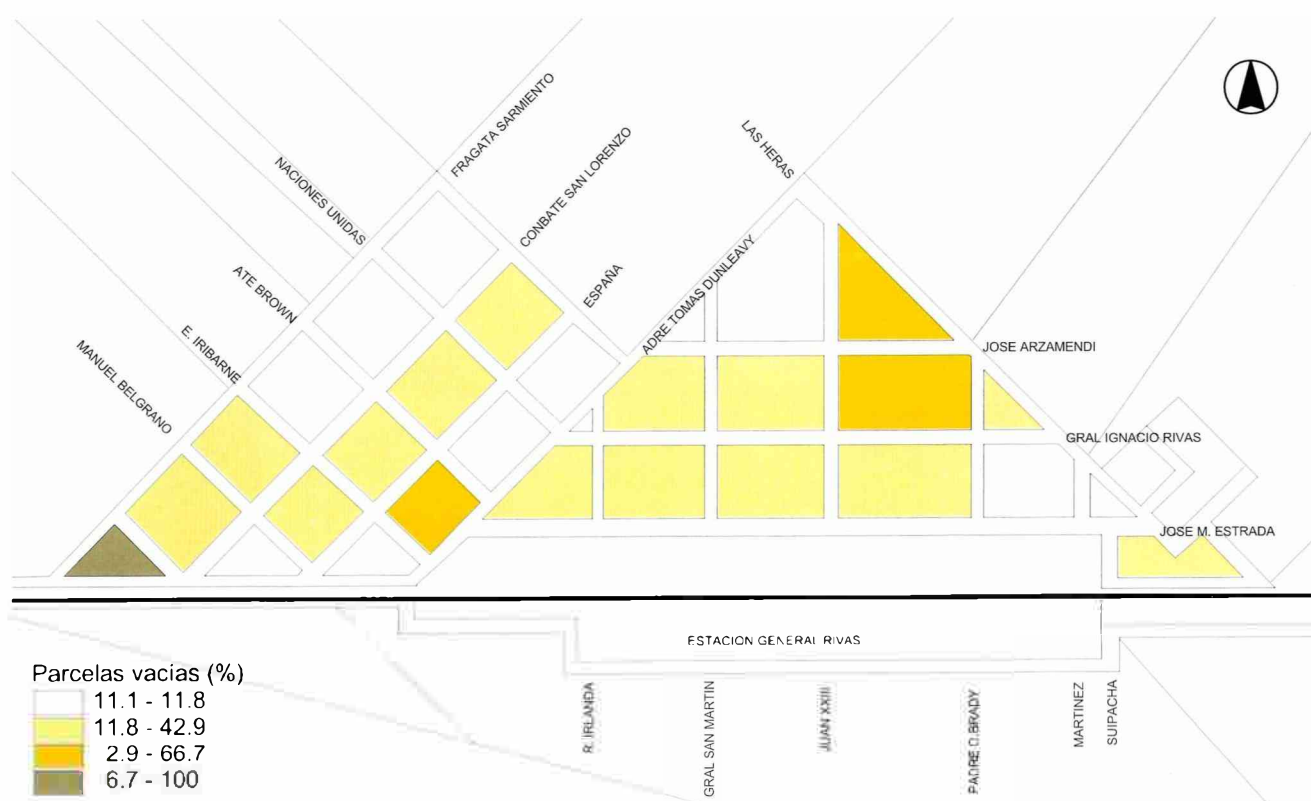 FRAGATA SARMIENTO
CONBATE SAN LORENZO
LAS HERAS
NACIONES UNIDAS
ESPAÑA
ADRE TOMAS DUNLEAVY
ATE BROWN
E. IRIBARNE
MANUEL BELGRANO
JOSE ARZAMENDI
GRAL IGNACIO RIVAS
JOSE M. ESTRADA
ESTACION GENERAL RIVAS
R. IRLANDA
GRAL SAN MARTIN
JUAN XXIII
PADRE C.BRADY
MARTINEZ
SUIPACHA
Parcelas vacias (%)
11.1 - 11.8
11.8 - 42.9
2.9 - 66.7
6.7 - 100